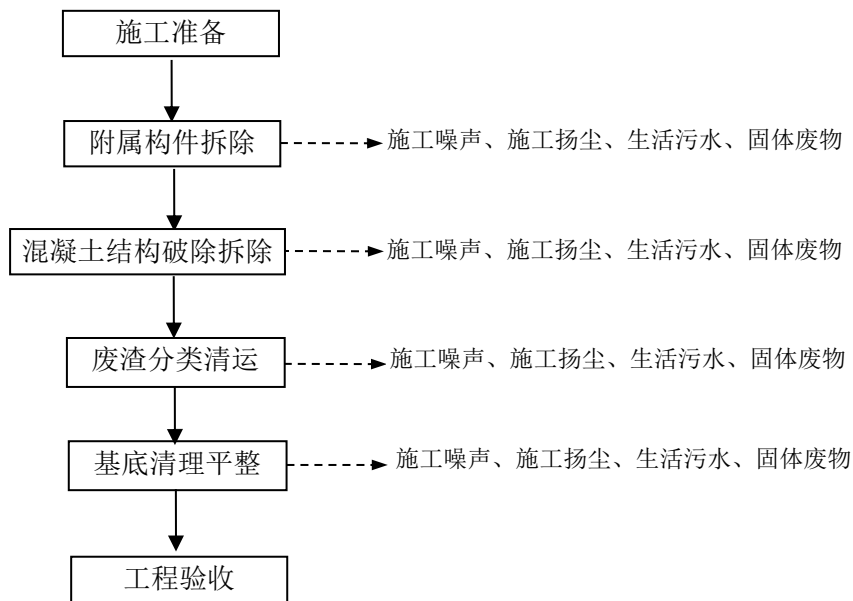 施工准备
附属构件拆除
施工噪声、施工扬尘、生活污水、固体废物
混凝土结构破除拆除
施工噪声、施工扬尘、生活污水、固体废物
废渣分类清运
施工噪声、施工扬尘、生活污水、固体废物
基底清理平整
施工噪声、施工扬尘、生活污水、固体废物
工程验收